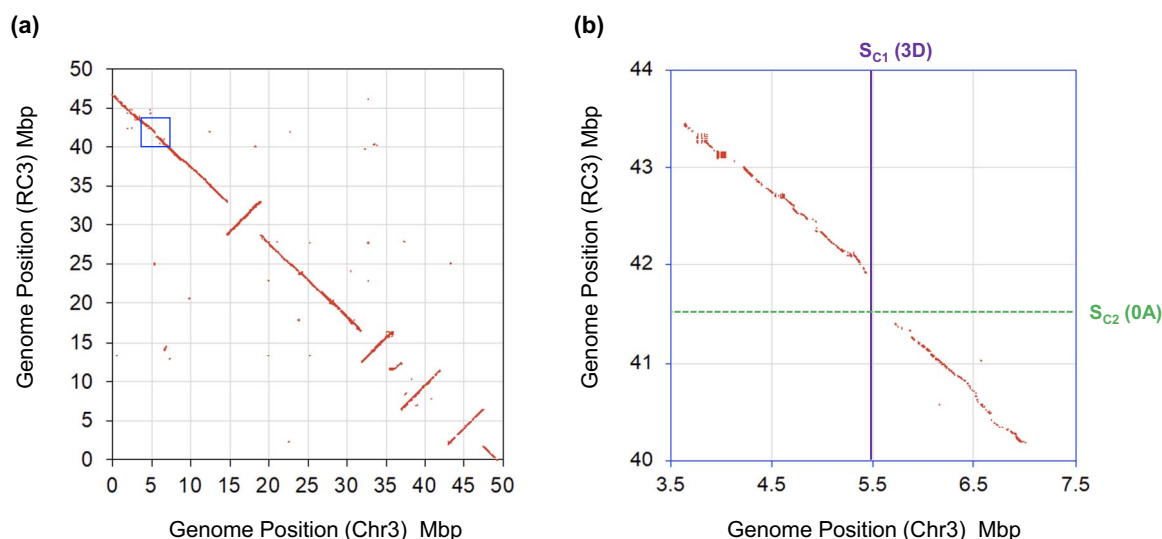 (a)
50
45
40
35
30
25
20
15
10
5
0
Genome Position (RC3) Mbp
0 5 10 15 20 25 30 35 40 45 50
Genome Position (Chr3) Mbp
(b)
S_C1 (3D)
44
43
42
41
40
Genome Position (RC3) Mbp
S_C2 (0A)
3.5 4.5 5.5 6.5 7.5
Genome Position (Chr3) Mbp